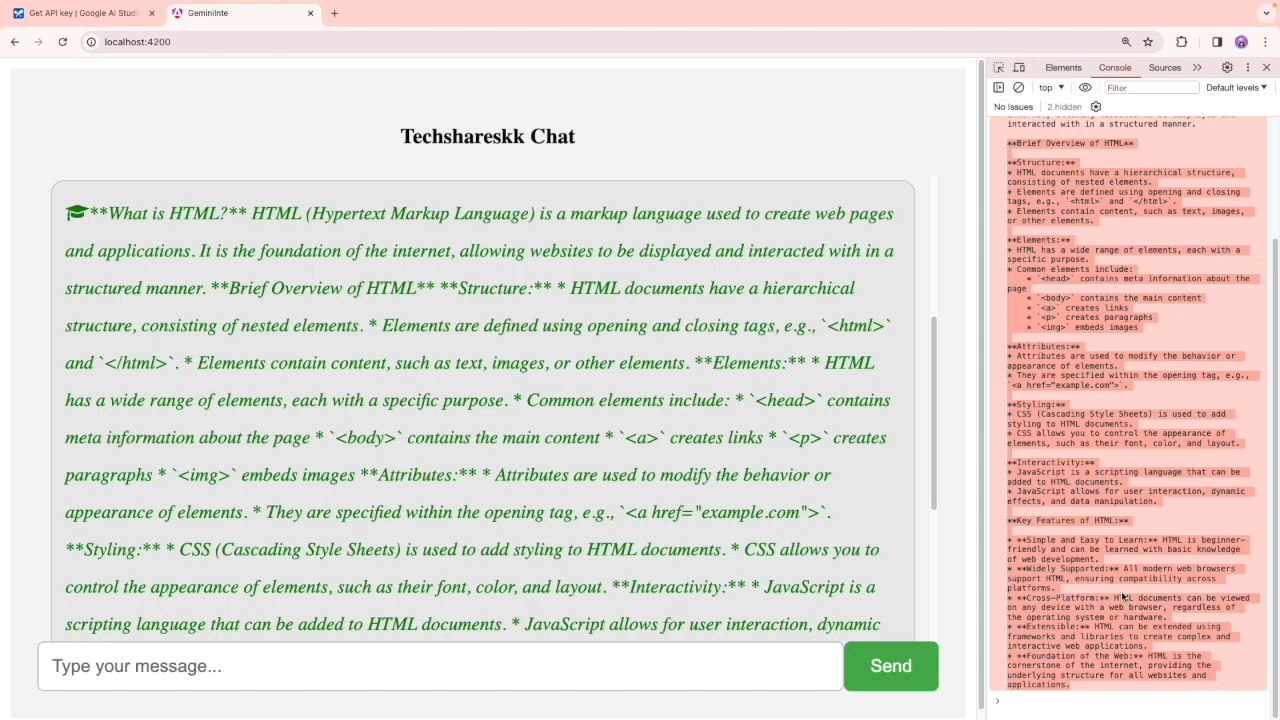 Get API key | Google AI Studi
GeminiInte
localhost:4200
Techshareskk Chat
**What is HTML?** HTML (Hypertext Markup Language) is a markup language used to create web pages
and applications. It is the foundation of the internet, allowing websites to be displayed and interacted with in a
structured manner. **Brief Overview of HTML** **Structure:** * HTML documents have a hierarchical
structure, consisting of nested elements. * Elements are defined using opening and closing tags, e.g., `<html>`
and `</html>`. * Elements contain content, such as text, images, or other elements. **Elements:** * HTML
has a wide range of elements, each with a specific purpose. * Common elements include: * `<head>` contains
meta information about the page * `<body>` contains the main content * `<a>` creates links * `<p>` creates
paragraphs * `<img>` embeds images **Attributes:** * Attributes are used to modify the behavior or
appearance of elements. * They are specified within the opening tag, e.g., `<a href="example.com">`.
**Styling:** * CSS (Cascading Style Sheets) is used to add styling to HTML documents. * CSS allows you to
control the appearance of elements, such as their font, color, and layout. **Interactivity:** * JavaScript is a
scripting language that can be added to HTML documents. * JavaScript allows for user interaction, dynamic
Type your message...
Send
Elements
Console
Sources
top
Filter
Default levels
No Issues
2 hidden
interacted with in a structured manner.
**Brief Overview of HTML**
**Structure:**
* HTML documents have a hierarchical structure,
consisting of nested elements.
* Elements are defined using opening and closing
tags, e.g., `<html>` and `</html>`.
* Elements contain content, such as text, images,
or other elements.
**Elements:**
* HTML has a wide range of elements, each with a
specific purpose.
* Common elements include:
* `<head>` contains meta information about the
page
* `<body>` contains the main content
* `<a>` creates links
* `<p>` creates paragraphs
* `<img>` embeds images
**Attributes:**
* Attributes are used to modify the behavior or
appearance of elements.
* They are specified within the opening tag, e.g.,
`<a href="example.com">`.
**Styling:**
* CSS (Cascading Style Sheets) is used to add
styling to HTML documents.
* CSS allows you to control the appearance of
elements, such as their font, color, and layout.
**Interactivity:**
* JavaScript is a scripting language that can be
added to HTML documents.
* JavaScript allows for user interaction, dynamic
effects, and data manipulation.
**Key Features of HTML:**
* **Simple and Easy to Learn:** HTML is beginner-
friendly and can be learned with basic knowledge
of web development.
* **Widely Supported:** All modern web browsers
support HTML, ensuring compatibility across
platforms.
* **Cross-Platform:** HTML documents can be viewed
on any device with a web browser, regardless of
the operating system or hardware.
* **Extensible:** HTML can be extended using
frameworks and libraries to create complex and
interactive web applications.
* **Foundation of the Web:** HTML is the
cornerstone of the internet, providing the
underlying structure for all websites and
applications.